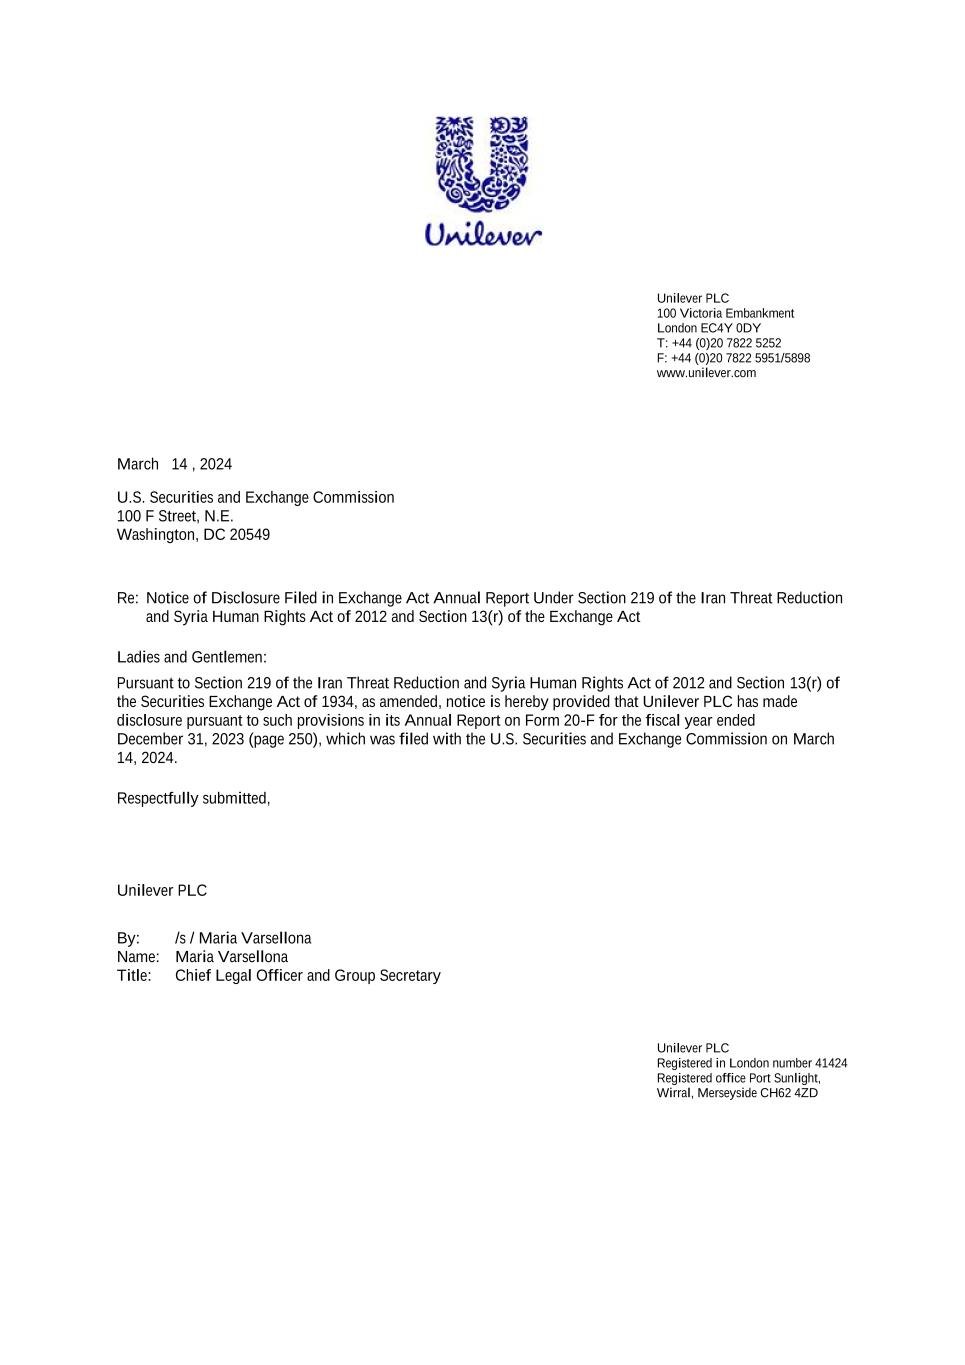 Unilever
Unilever PLC
100 Victoria Embankment
London EC4Y 0DY
T: +44 (0)20 7822 5252
F: +44 (0)20 7822 5951/5898
www.unilever.com
March 14 , 2024
U.S. Securities and Exchange Commission
100 F Street, N.E.
Washington, DC 20549
Re: Notice of Disclosure Filed in Exchange Act Annual Report Under Section 219 of the Iran Threat Reduction
and Syria Human Rights Act of 2012 and Section 13(r) of the Exchange Act
Ladies and Gentlemen:
Pursuant to Section 219 of the Iran Threat Reduction and Syria Human Rights Act of 2012 and Section 13(r) of
the Securities Exchange Act of 1934, as amended, notice is hereby provided that Unilever PLC has made
disclosure pursuant to such provisions in its Annual Report on Form 20-F for the fiscal year ended
December 31, 2023 (page 250), which was filed with the U.S. Securities and Exchange Commission on March
14, 2024.
Respectfully submitted,
Unilever PLC
By: /s / Maria Varsellona
Name: Maria Varsellona
Title: Chief Legal Officer and Group Secretary
Unilever PLC
Registered in London number 41424
Registered office Port Sunlight,
Wirral, Merseyside CH62 4ZD